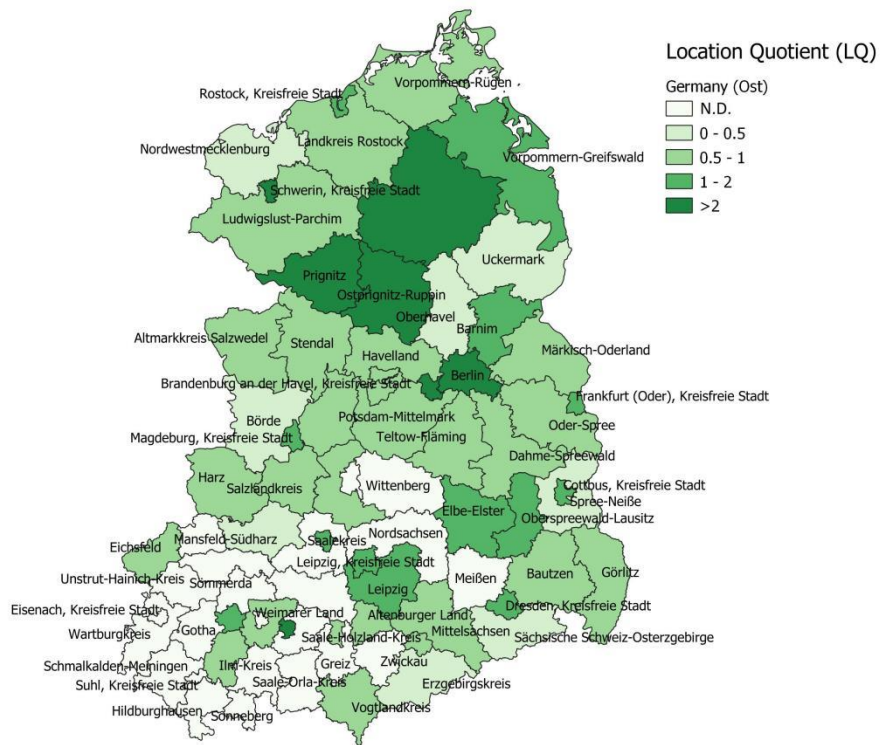 Location Quotient (LQ)
Germany (Ost)
N.D.
0 - 0.5
0.5 - 1
1 - 2
>2
Vorpommern-Rügen
Rostock, Kreisfreie Stadt
Landkreis Rostock
Nordwestmecklenburg
Vorpommern-Greifswald
Schwerin, Kreisfreie Stadt
Ludwigslust-Parchim
Uckermark
Prignitz
Ostprignitz-Ruppin
Oberhavel
Barnim
Altmarkkreis-Salzwedel
Stendal
Havelland
Märkisch-Oderland
Berlin
Brandenburg an der Havel, Kreisfreie Stadt
Frankfurt (Oder), Kreisfreie Stadt
Börde
Potsdam-Mittelmark
Oder-Spree
Magdeburg, Kreisfreie Stadt
Teltow-Fläming
Dahme-Spreewald
Harz
Wittenberg
Cottbus, Kreisfreie Stadt
Salzlandkreis
Spree-Neiße
Elbe-Elster
Oberspreewald-Lausitz
Nordsachsen
Mansfeld-Südharz
Saalekreis
Eichsfeld
Leipzig, Kreisfreie Stadt
Unstrut-Hainich-Kreis
Sömmerda
Meißen
Bautzen
Görlitz
Leipzig
Eisenach, Kreisfreie Stadt
Weimarer Land
Altenburger Land
Dresden, Kreisfreie Stadt
Wartburgkreis
Gotha
Saale-Holzland-Kreis
Mittelsachsen
Sächsische Schweiz-Osterzgebirge
Schmalkalden-Meiningen
Ilm-Kreis
Greiz
Zwickau
Suhl, Kreisfreie Stadt
Saale-Orla-Kreis
Erzgebirgskreis
Hildburghausen
Sonneberg
Vogtlandkreis